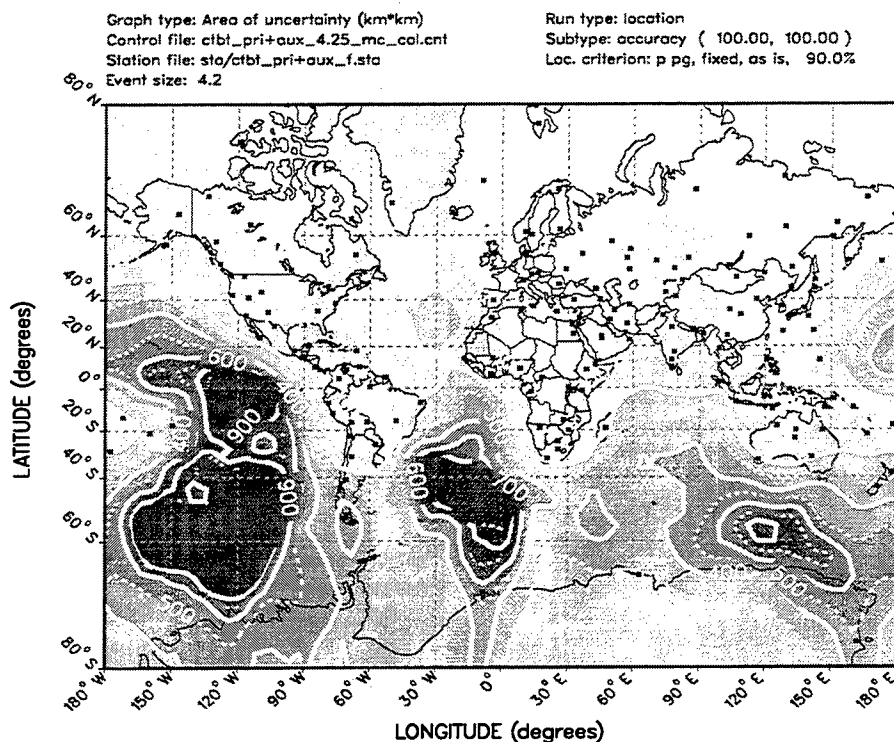 Graph type: Area of uncertainty (km*km)
Control file: ctbt_pri+aux_4.25_mc_cal.cnt
Station file: sta/ctbt_pri+aux_f.sta
Event size: 4.2
Run type: location
Subtype: accuracy ( 100.00, 100.00 )
Loc. criterion: p pg, fixed, as is, 90.0%
80° N
60° N
40° N
20° N
0° N
20° S
40° S
60° S
80° S
LATITUDE (degrees)
600
900
900
600
700
500
500
180° W
150° W
120° W
90° W
60° W
30° W
0° E
30° E
60° E
90° E
120° E
150° E
180° E
LONGITUDE (degrees)